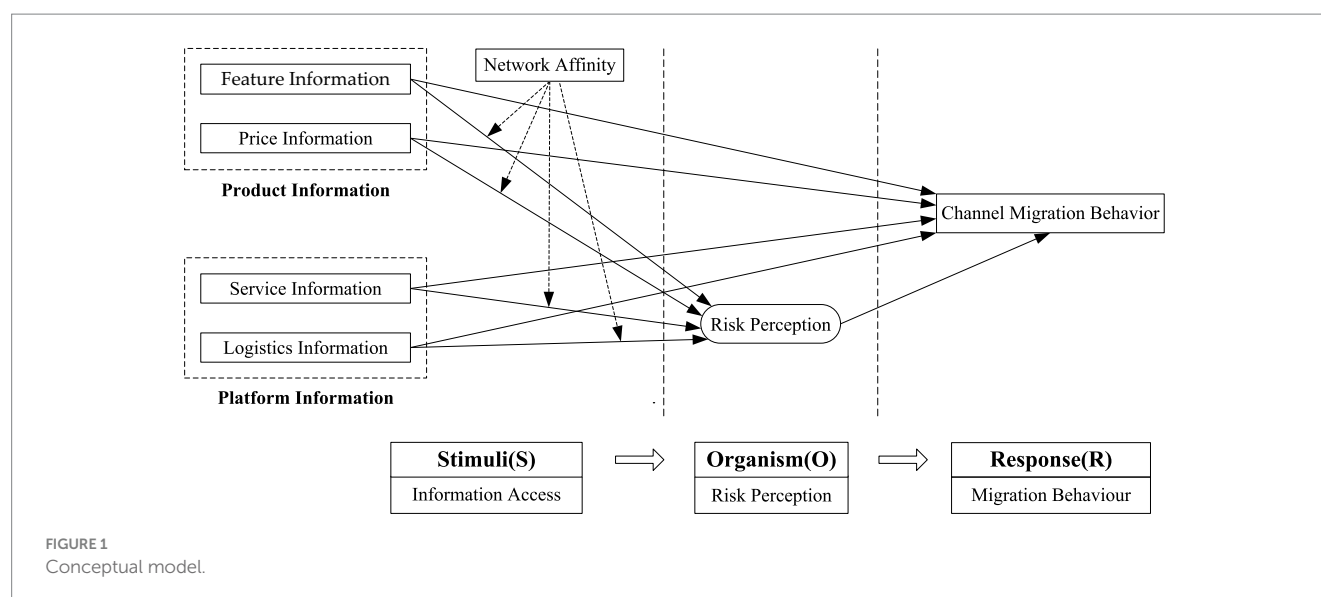 Feature Information
Network Affinity
Price Information
Product Information
Channel Migration Behavior
Service Information
Risk Perception
Logistics Information
Platform Information
Stimuli(S)
Organism(O)
Response(R)
Information Access
Risk Perception
Migration Behaviour
FIGURE 1
Conceptual model.